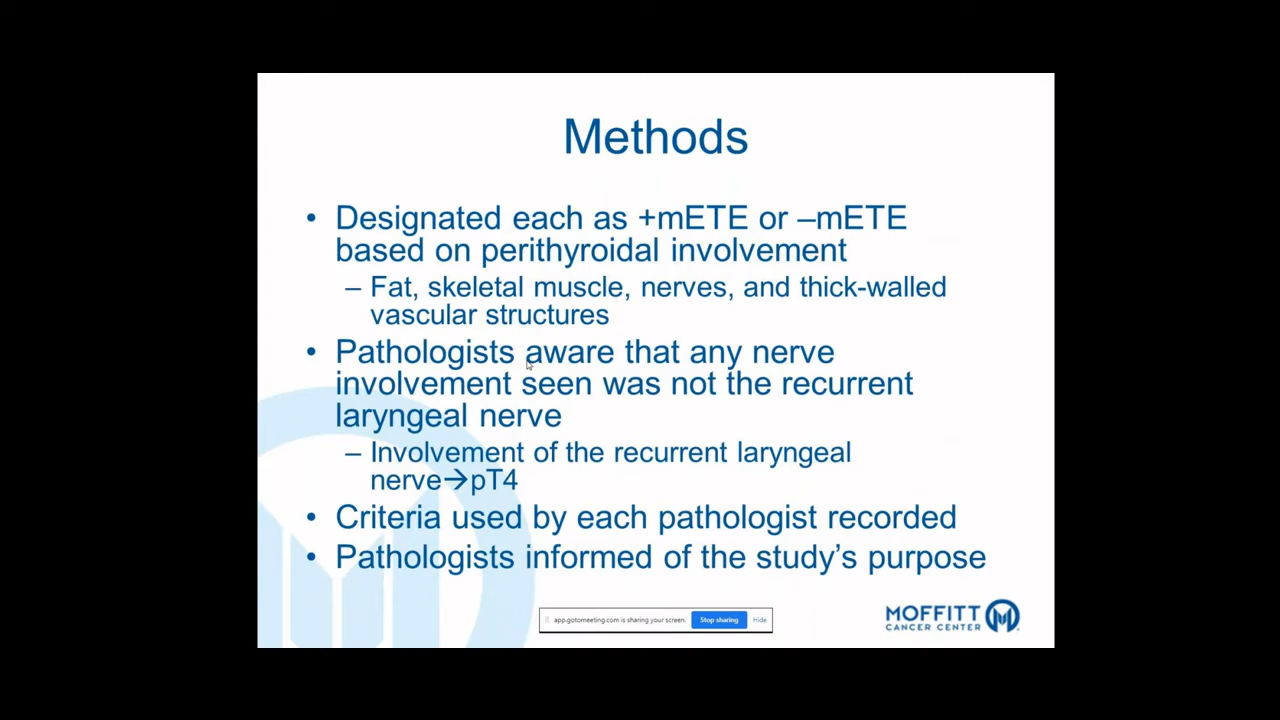 Methods
• Designated each as +mETE or –mETE
based on perithyroidal involvement
– Fat, skeletal muscle, nerves, and thick-walled
vascular structures
• Pathologists aware that any nerve
involvement seen was not the recurrent
laryngeal nerve
– Involvement of the recurrent laryngeal
nerve→pT4
• Criteria used by each pathologist recorded
• Pathologists informed of the study’s purpose
app.gotomeeting.com is sharing your screen. Stop sharing Hide
MOFFITT
CANCER CENTER